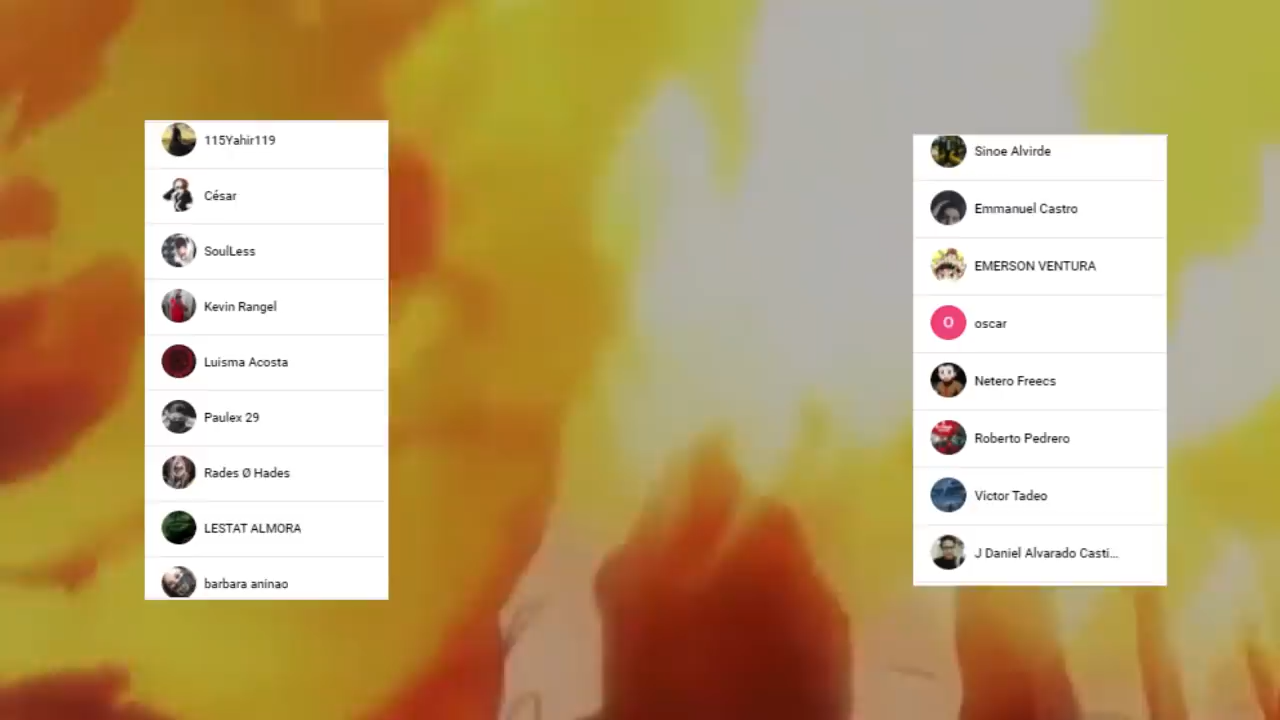 115Yahir119
César
SoulLess
Kevin Rangel
Luisma Acosta
Paulex 29
Rades Ø Hades
LESTAT ALMORA
barbara aninao
Sinoe Alvirde
Emmanuel Castro
EMERSON VENTURA
O
oscar
Netero Freecs
Roberto Pedrero
Victor Tadeo
J Daniel Alvarado Casti...